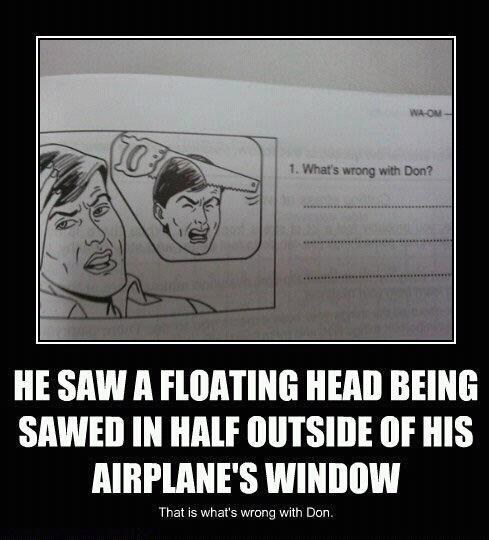 WA-OM
1. What's wrong with Don?
HE SAW A FLOATING HEAD BEING
SAWED IN HALF OUTSIDE OF HIS
AIRPLANE'S WINDOW
That is what's wrong with Don.